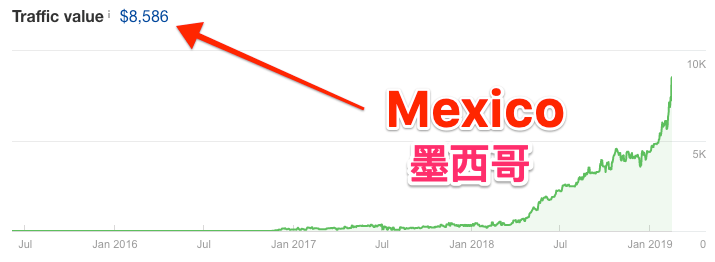 Traffic value i $8,586
10K
Mexico
墨西哥
5K
Jul Jan 2016 Jul Jan 2017 Jul Jan 2018 Jul Jan 2019 0